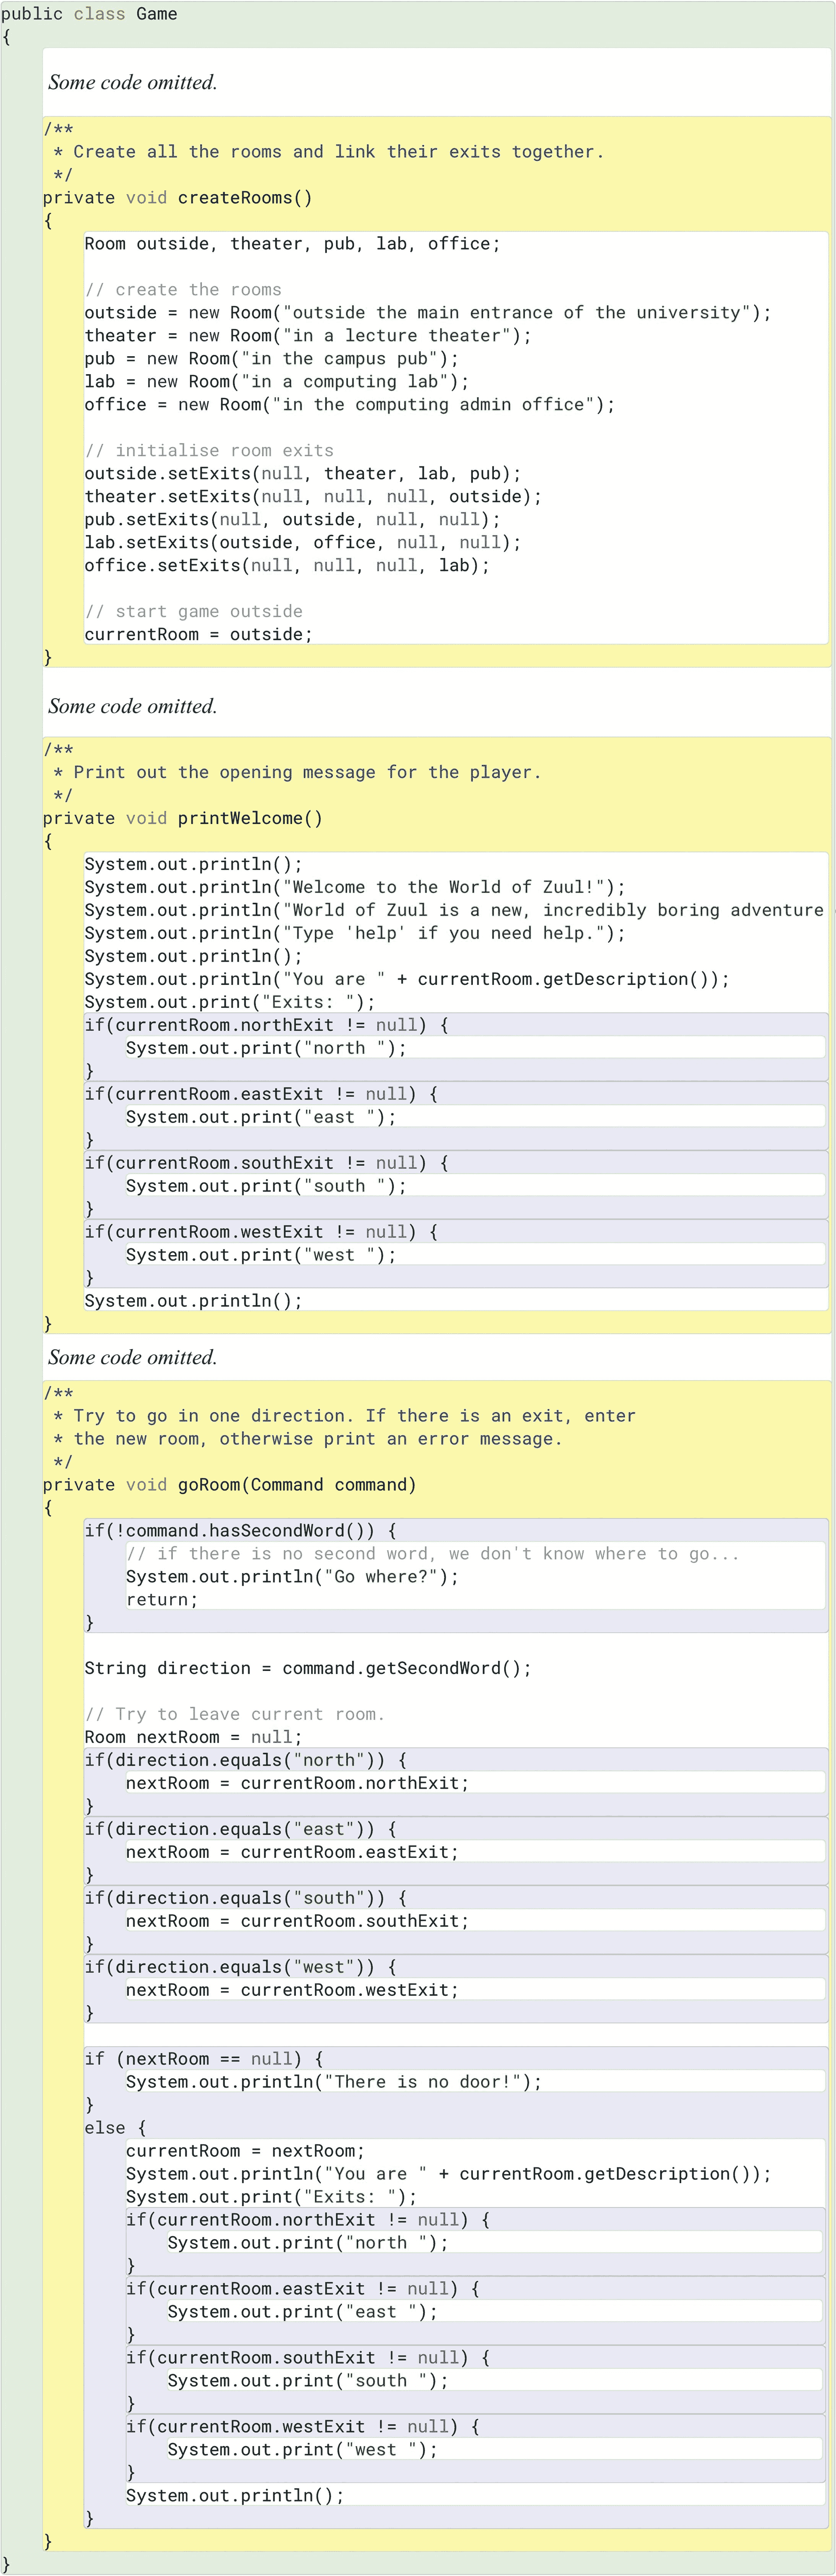 public class Game
{
Some code omitted.
/**
 * Create all the rooms and link their exits together.
 */
private void createRooms()
{
Room outside, theater, pub, lab, office;
// create the rooms
outside = new Room("outside the main entrance of the university");
theater = new Room("in a lecture theater");
pub = new Room("in the campus pub");
lab = new Room("in a computing lab");
office = new Room("in the computing admin office");
// initialise room exits
outside.setExits(null, theater, lab, pub);
theater.setExits(null, null, null, outside);
pub.setExits(null, outside, null, null);
lab.setExits(outside, office, null, null);
office.setExits(null, null, null, lab);
// start game outside
currentRoom = outside;
}
Some code omitted.
/**
 * Print out the opening message for the player.
 */
private void printWelcome()
{
System.out.println();
System.out.println("Welcome to the World of Zuul!");
System.out.println("World of Zuul is a new, incredibly boring adventure
System.out.println("Type 'help' if you need help.");
System.out.println();
System.out.println("You are " + currentRoom.getDescription());
System.out.print("Exits: ");
if(currentRoom.northExit != null) {
System.out.print("north ");
}
if(currentRoom.eastExit != null) {
System.out.print("east ");
}
if(currentRoom.southExit != null) {
System.out.print("south ");
}
if(currentRoom.westExit != null) {
System.out.print("west ");
}
System.out.println();
}
Some code omitted.
/**
 * Try to go in one direction. If there is an exit, enter
 * the new room, otherwise print an error message.
 */
private void goRoom(Command command)
{
if(!command.hasSecondWord()) {
// if there is no second word, we don't know where to go...
System.out.println("Go where?");
return;
}
String direction = command.getSecondWord();
// Try to leave current room.
Room nextRoom = null;
if(direction.equals("north")) {
nextRoom = currentRoom.northExit;
}
if(direction.equals("east")) {
nextRoom = currentRoom.eastExit;
}
if(direction.equals("south")) {
nextRoom = currentRoom.southExit;
}
if(direction.equals("west")) {
nextRoom = currentRoom.westExit;
}
if (nextRoom == null) {
System.out.println("There is no door!");
}
else {
currentRoom = nextRoom;
System.out.println("You are " + currentRoom.getDescription());
System.out.print("Exits: ");
if(currentRoom.northExit != null) {
System.out.print("north ");
}
if(currentRoom.eastExit != null) {
System.out.print("east ");
}
if(currentRoom.southExit != null) {
System.out.print("south ");
}
if(currentRoom.westExit != null) {
System.out.print("west ");
}
System.out.println();
}
}
}